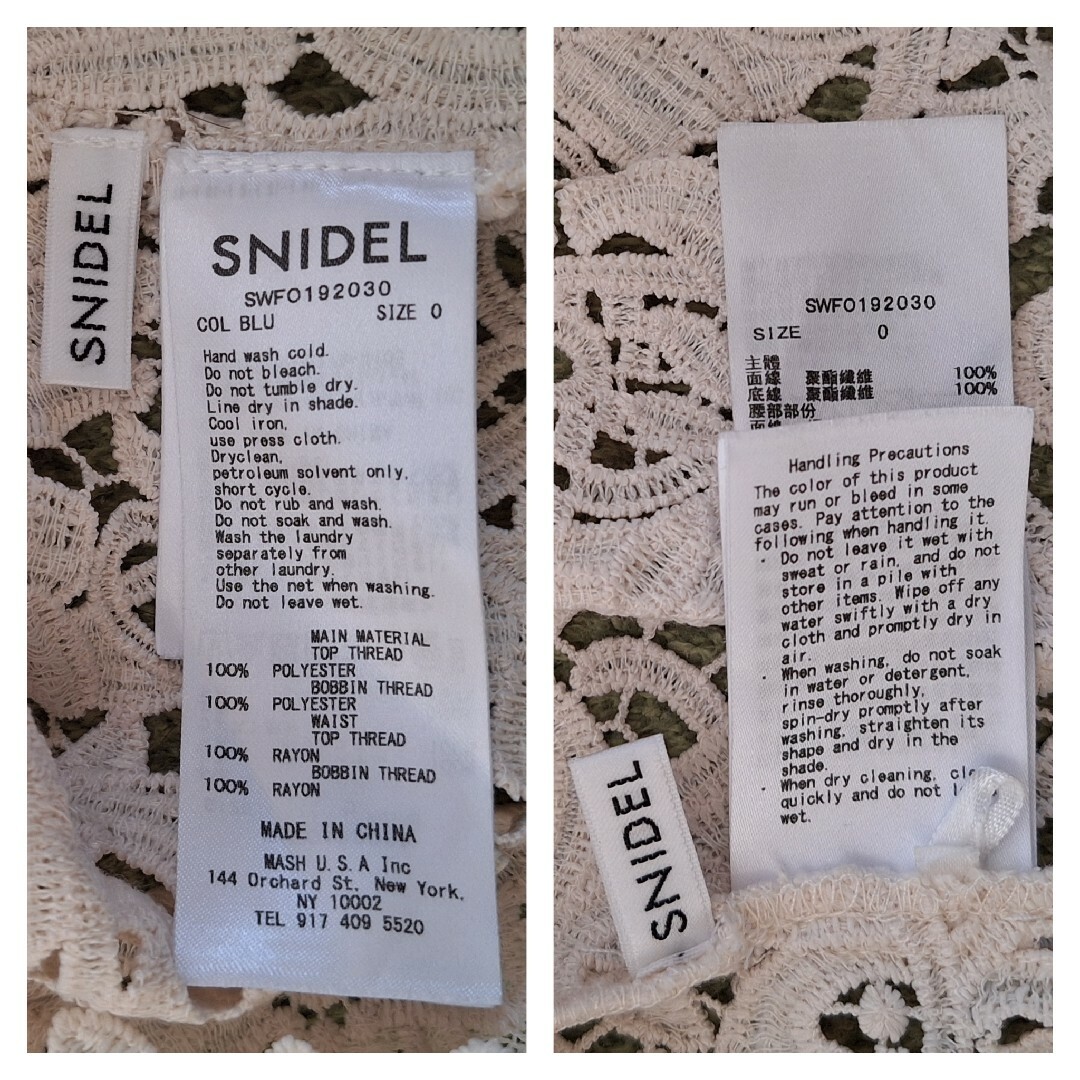 SNIDEL
SNIDEL
SWFO192030
COL BLU SIZE 0
Hand wash cold.
Do not bleach.
Do not tumble dry.
Line dry in shade.
Cool iron,
use press cloth.
Dryclean,
petroleum solvent only,
short cycle.
Do not rub and wash.
Do not soak and wash.
Wash the laundry
separately from
other laundry.
Use the net when washing.
Do not leave wet.
MAIN MATERIAL
TOP THREAD
100% POLYESTER
BOBBIN THREAD
100% POLYESTER
WAIST
TOP THREAD
100% RAYON
BOBBIN THREAD
100% RAYON
MADE IN CHINA
MASH U.S.A Inc
144 Orchard St, New York,
NY 10002
TEL 917 409 5520
SWFO192030
SIZE 0
主體
面線 聚酯纖維 100%
底線 聚酯纖維 100%
腰部部份
Handling Precautions
The color of this product
may run or bleed in some
cases. Pay attention to the
following when handling it.
· Do not leave it wet with
sweat or rain, and do not
store in a pile with
other items. Wipe off any
water swiftly with a dry
cloth and promptly dry in
air.
· When washing, do not soak
in water or detergent,
rinse thoroughly,
spin-dry promptly after
washing, straighten its
shape and dry in the
shade.
· When dry cleaning,
quickly and do not
wet.
SNIDEL